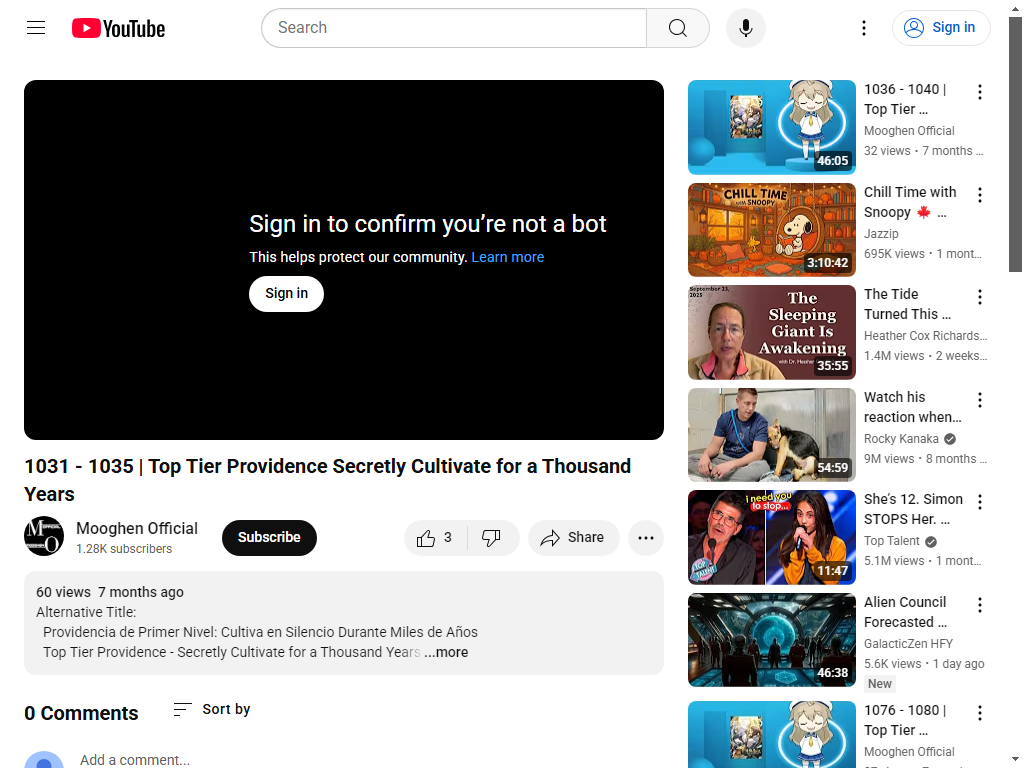 YouTube
Search
Sign in
Sign in to confirm you're not a bot
This helps protect our community. Learn more
Sign in
1031 - 1035 | Top Tier Providence Secretly Cultivate for a Thousand
Years
Mooghen Official
1.28K subscribers
Subscribe
3
Share
60 views 7 months ago
Alternative Title:
Providencia de Primer Nivel: Cultiva en Silencio Durante Miles de Años
Top Tier Providence - Secretly Cultivate for a Thousand Years ...more
0 Comments
Sort by
Add a comment...
46:05
1036 - 1040 |
Top Tier ...
Mooghen Official
32 views • 7 months ...
CHILL TIME
WITH SNOOPY
3:10:42
Chill Time with
Snoopy 🍁 ...
Jazzip
695K views • 1 mont...
September 23,
2025
The
Sleeping
Giant Is
Awakening
35:55
The Tide
Turned This ...
Heather Cox Richards...
1.4M views • 2 weeks...
54:59
Watch his
reaction when...
Rocky Kanaka
9M views • 8 months ...
i need you
to stop...
TOP
TALENT
11:47
She's 12. Simon
STOPS Her. ...
Top Talent
5.1M views • 1 mont...
46:38
Alien Council
Forecasted ...
GalacticZen HFY
5.6K views • 1 day ago
New
1076 - 1080 |
Top Tier ...
Mooghen Official